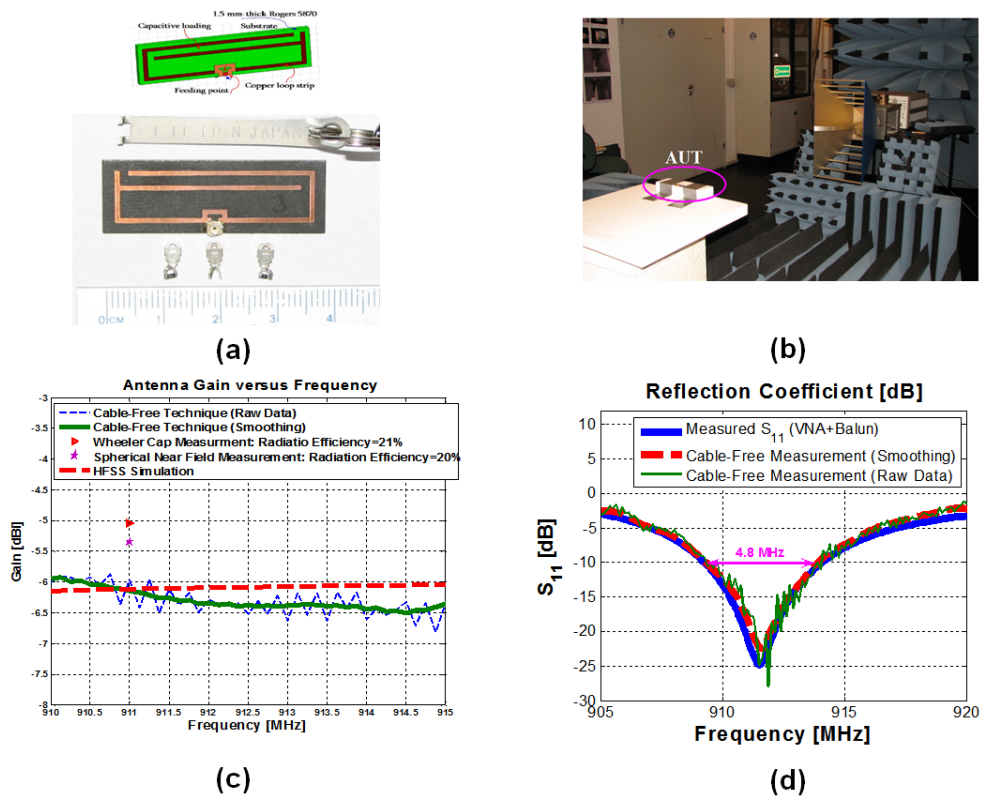 1.5 mm-thick Rogers 5870
Capacitive loading
Substrate
Feeding point
Copper loop strip
JAPAN
0 CM 1 2 3 4
(a)
AUT
(b)
Antenna Gain versus Frequency
Cable-Free Technique (Raw Data)
Cable-Free Technique (Smoothing)
Wheeler Cap Measurment: Radiatio Efficiency=21%
Spherical Near Field Measurement: Radiation Efficiency=20%
HFSS Simulation
Gain [dBi]
-3
-4
-4.5
-5
-5.5
-6
-6.5
-7
-7.5
-8
910 910.5 911 911.5 912 912.5 913 913.5 914 914.5 915
Frequency [MHz]
(c)
Reflection Coefficient [dB]
Measured S11 (VNA+Balun)
Cable-Free Measurement (Smoothing)
Cable-Free Measurement (Raw Data)
4.8 MHz
S11 [dB]
10
5
0
-5
-10
-15
-20
-25
-30
905 910 915 920
Frequency [MHz]
(d)